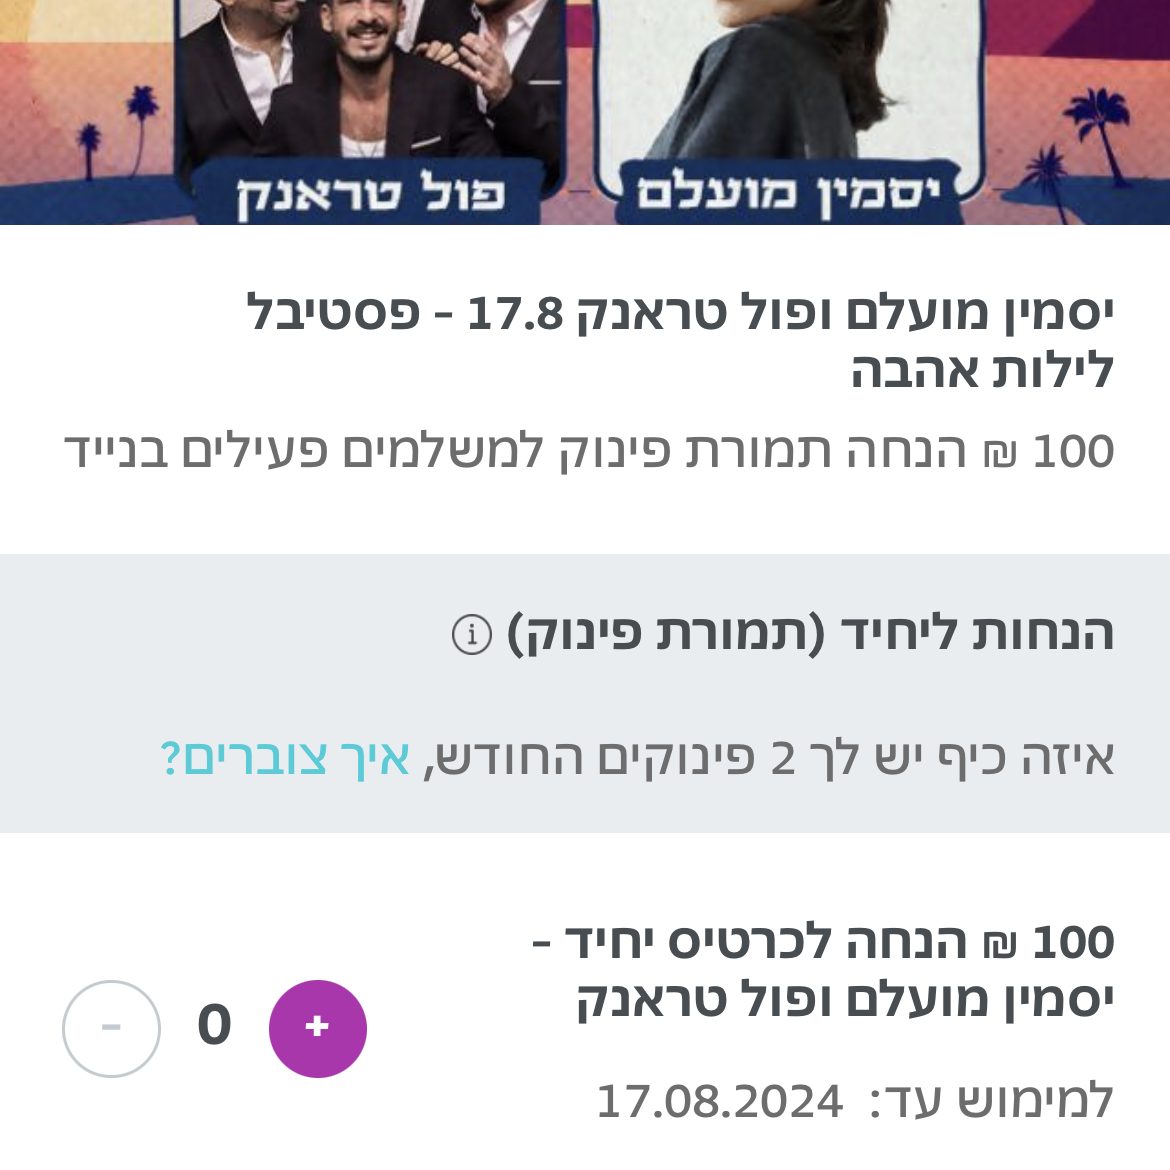 יסמין מועלם
פול טראנק
יסמין מועלם ופול טראנק 17.8 - פסטיבל
לילות אהבה
100 ₪ הנחה תמורת פינוק למשלמים פעילים בנייד
הנחות ליחיד (תמורת פינוק) i
איזה כיף יש לך 2 פינוקים החודש, איך צוברים?
100 ₪ הנחה לכרטיס יחיד -
יסמין מועלם ופול טראנק
+ 0 -
למימוש עד: 17.08.2024